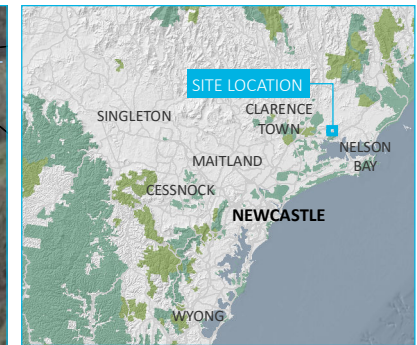 SITE LOCATION
SINGLETON
CLARENCE
TOWN
NELSON
BAY
MAITLAND
CESSNOCK
NEWCASTLE
WYONG